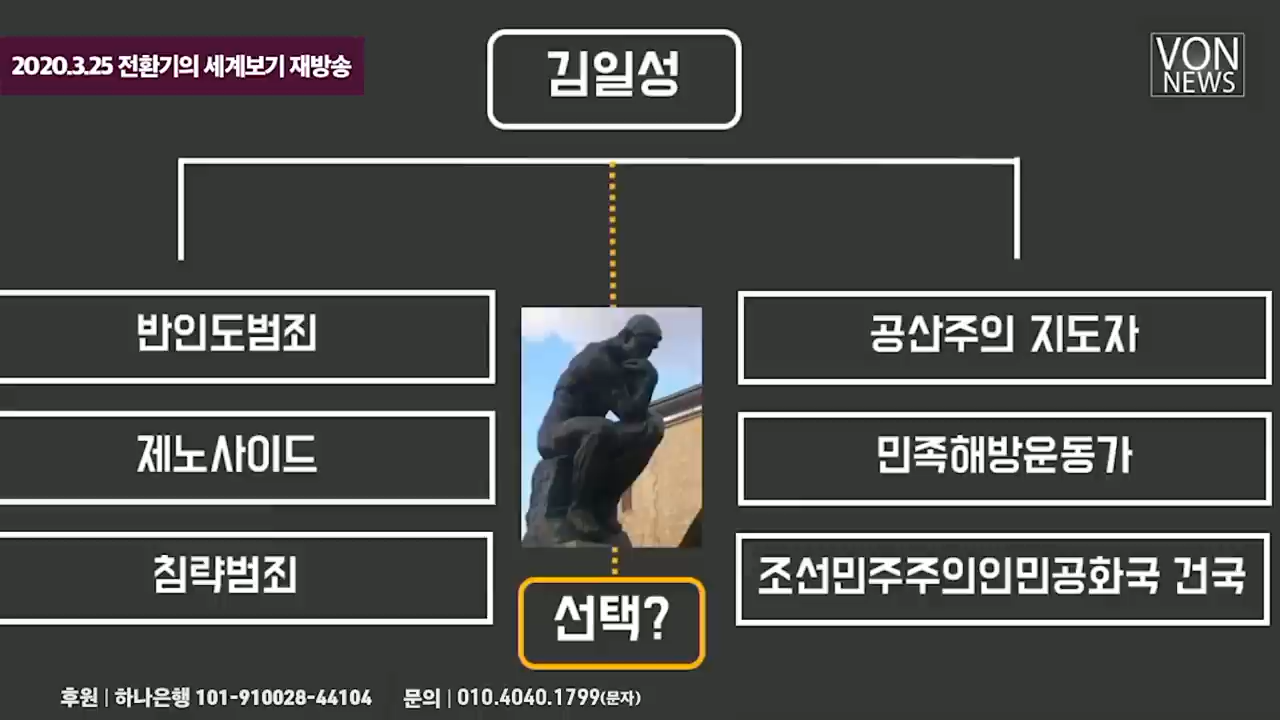 2020.3.25 전환기의 세계보기 재방송
김일성
VON
NEWS
반인도범죄
제노사이드
침략범죄
선택?
공산주의 지도자
민족해방운동가
조선민주주의인민공화국 건국
후원 | 하나은행 101-910028-44104 문의 | 010.4040.1799(문자)